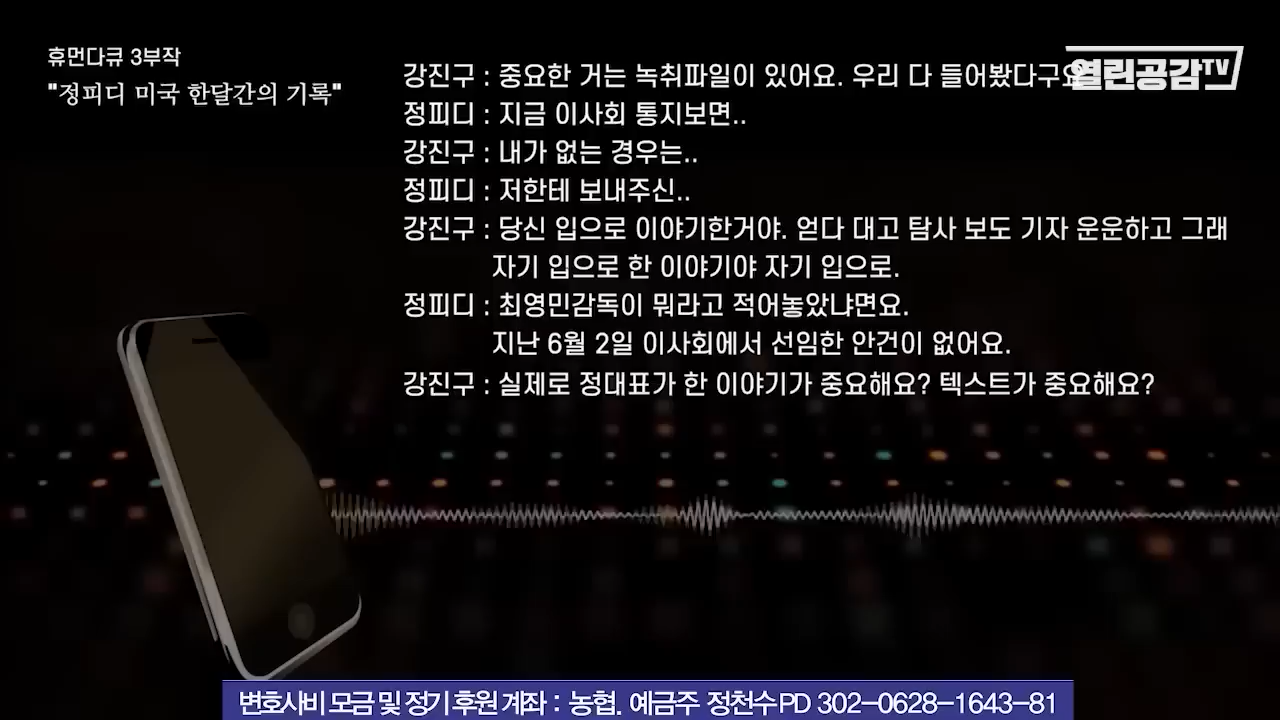 휴먼다큐 3부작
"정피디 미국 한달간의 기록"
열린공감TV
강진구 : 중요한 거는 녹취파일이 있어요. 우리 다 들어봤다구요
정피디 : 지금 이사회 통지보면..
강진구 : 내가 없는 경우는..
정피디 : 저한테 보내주신..
강진구 : 당신 입으로 이야기한거야. 얻다 대고 탐사 보도 기자 운운하고 그래
자기 입으로 한 이야기야 자기 입으로.
정피디 : 최영민감독이 뭐라고 적어놓았냐면요.
지난 6월 2일 이사회에서 선임한 안건이 없어요.
강진구 : 실제로 정대표가 한 이야기가 중요해요? 텍스트가 중요해요?
변호사비 모금 및 정기 후원 계좌 : 농협. 예금주 정천수PD 302-0628-1643-81